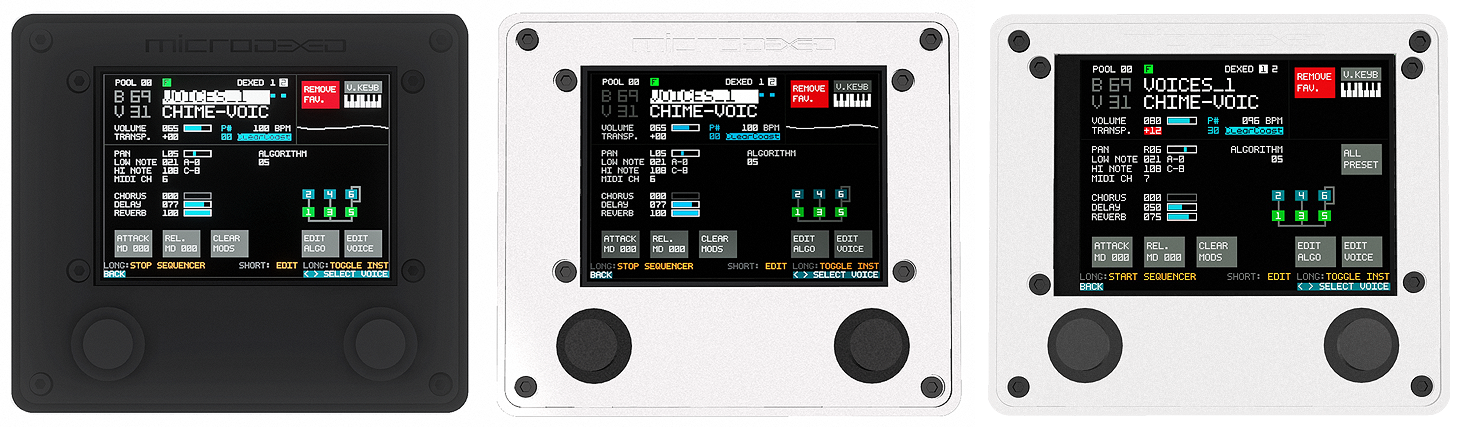 microdexed
POOL 00 F DEXED 1 2
B 69 VOICES_1
V 31 CHIME-VOIC
REMOVE FAV.
V.KEYB
VOLUME 065 P# 100 BPM
TRANSP. +00 00 ClearCoast
PAN L05 ALGORITHM
LOW NOTE 021 A-0 05
HI NOTE 108 C-8
MIDI CH 6
CHORUS 000
DELAY 077
REVERB 100
2 4 6
1 3 5
ATTACK MD 000
REL. MD 000
CLEAR MODS
EDIT ALGO
EDIT VOICE
LONG:STOP SEQUENCER SHORT: EDIT LONG:TOGGLE INST
BACK < > SELECT VOICE
microdexed
POOL 00 F DEXED 1 2
B 69 VOICES_1
V 31 CHIME-VOIC
REMOVE FAV.
V.KEYB
VOLUME 065 P# 100 BPM
TRANSP. +00 00 ClearCoast
PAN L05 ALGORITHM
LOW NOTE 021 A-0 05
HI NOTE 108 C-8
MIDI CH 6
CHORUS 000
DELAY 077
REVERB 100
2 4 6
1 3 5
ATTACK MD 000
REL. MD 000
CLEAR MODS
EDIT ALGO
EDIT VOICE
LONG:STOP SEQUENCER SHORT: EDIT LONG:TOGGLE INST
BACK < > SELECT VOICE
microdexed
POOL 00 F DEXED 1 2
B 69 VOICES_1
V 31 CHIME-VOIC
REMOVE FAV.
V.KEYB
VOLUME 080 P# 096 BPM
TRANSP. +12 30 ClearCoast
PAN R06 ALGORITHM
LOW NOTE 021 A-0 05
HI NOTE 108 C-8
MIDI CH 7
ALL PRESET
CHORUS 000
DELAY 050
REVERB 075
2 4 6
1 3 5
ATTACK MD 000
REL. MD 000
CLEAR MODS
EDIT ALGO
EDIT VOICE
LONG:START SEQUENCER SHORT: EDIT LONG:TOGGLE INST
BACK < > SELECT VOICE